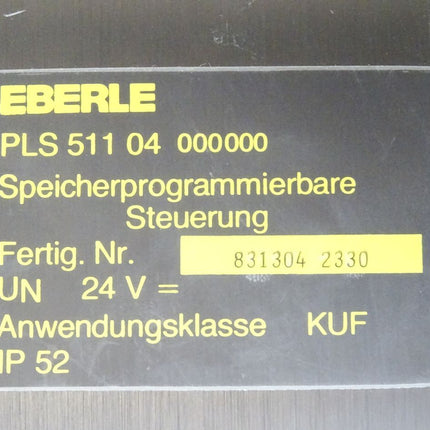 EBERLE
PLS 511 04 000000
Speicherprogrammierbare
Steuerung
Fertig. Nr. 831304 2330
UN 24 V =
Anwendungsklasse KUF
IP 52